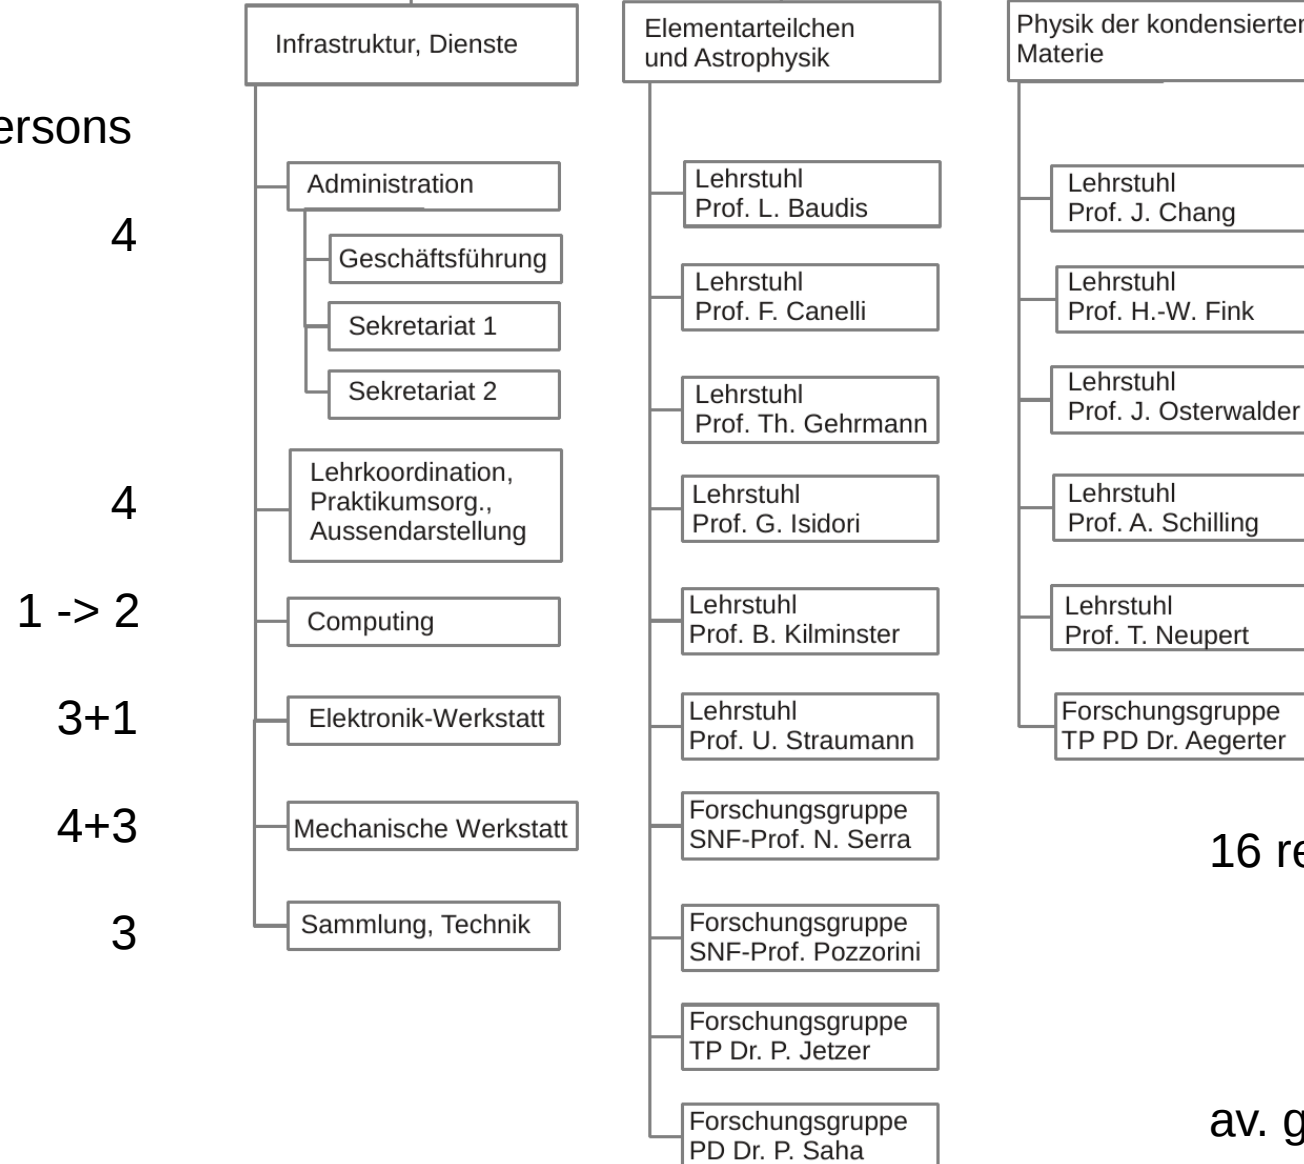 ersons
4
4
1 -> 2
3+1
4+3
3
Infrastruktur, Dienste
Administration
Geschäftsführung
Sekretariat 1
Sekretariat 2
Lehrkoordination,
Praktikumsorg.,
Aussendarstellung
Computing
Elektronik-Werkstatt
Mechanische Werkstatt
Sammlung, Technik
Elementarteilchen
und Astrophysik
Lehrstuhl
Prof. L. Baudis
Lehrstuhl
Prof. F. Canelli
Lehrstuhl
Prof. Th. Gehrmann
Lehrstuhl
Prof. G. Isidori
Lehrstuhl
Prof. B. Kilminster
Lehrstuhl
Prof. U. Straumann
Forschungsgruppe
SNF-Prof. N. Serra
Forschungsgruppe
SNF-Prof. Pozzorini
Forschungsgruppe
TP Dr. P. Jetzer
Forschungsgruppe
PD Dr. P. Saha
Physik der kondensierten
Materie
Lehrstuhl
Prof. J. Chang
Lehrstuhl
Prof. H.-W. Fink
Lehrstuhl
Prof. J. Osterwalder
Lehrstuhl
Prof. A. Schilling
Lehrstuhl
Prof. T. Neupert
Forschungsgruppe
TP PD Dr. Aegerter
16 re
av. g